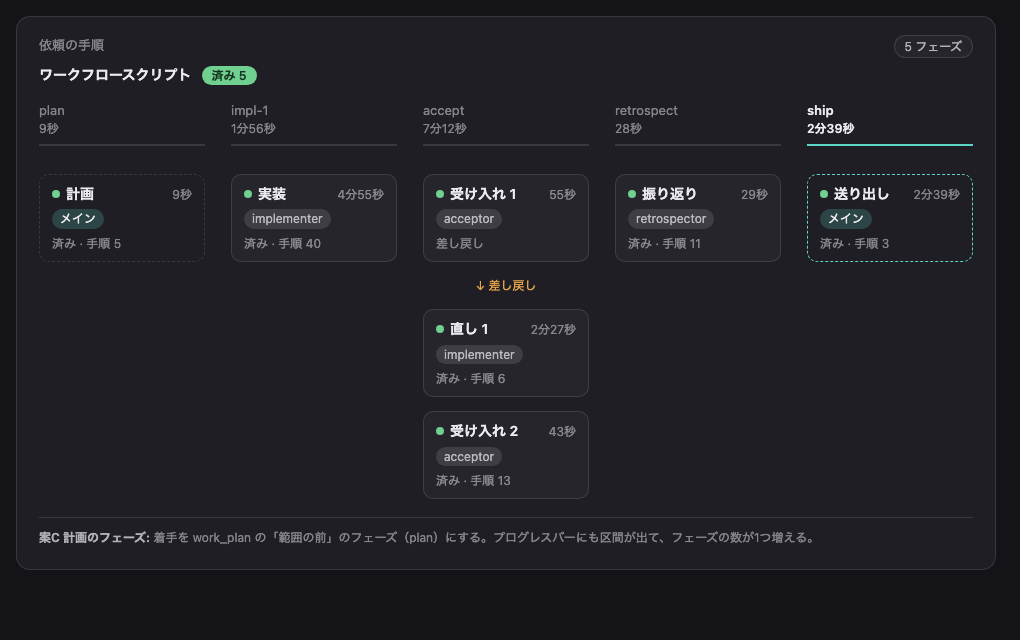 依頼の手順
5 フェーズ
ワークフロースクリプト 済み 5
plan
9秒
impl-1
1分56秒
accept
7分12秒
retrospect
28秒
ship
2分39秒
計画 9秒
メイン
済み · 手順 5
実装 4分55秒
implementer
済み · 手順 40
受け入れ 1 55秒
acceptor
差し戻し
↓ 差し戻し
直し 1 2分27秒
implementer
済み · 手順 6
受け入れ 2 43秒
acceptor
済み · 手順 13
振り返り 29秒
retrospector
済み · 手順 11
送り出し 2分39秒
メイン
済み · 手順 3
案C 計画のフェーズ: 着手を work_plan の「範囲の前」のフェーズ（plan）にする。プログレスバーにも区間が出て、フェーズの数が1つ増える。